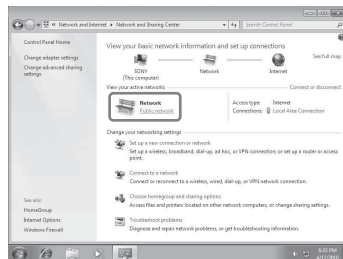 « Network and Internet ▸ Network and Sharing Center
Search Control Panel
Control Panel Home
Change adapter settings
Change advanced sharing
settings
View your basic network information and set up connections
See full map
SONY
(This computer)
Network
Internet
View your active networks
Connect or disconnect
Network
Public network
Access type: Internet
Connections: Local Area Connection
Change your networking settings
Set up a new connection or network
Set up a wireless, broadband, dial-up, ad hoc, or VPN connection; or set up a router or access
point.
Connect to a network
Connect or reconnect to a wireless, wired, dial-up, or VPN network connection.
Choose homegroup and sharing options
Access files and printers located on other network computers, or change sharing settings.
Troubleshoot problems
Diagnose and repair network problems, or get troubleshooting information.
See also
HomeGroup
Internet Options
Windows Firewall